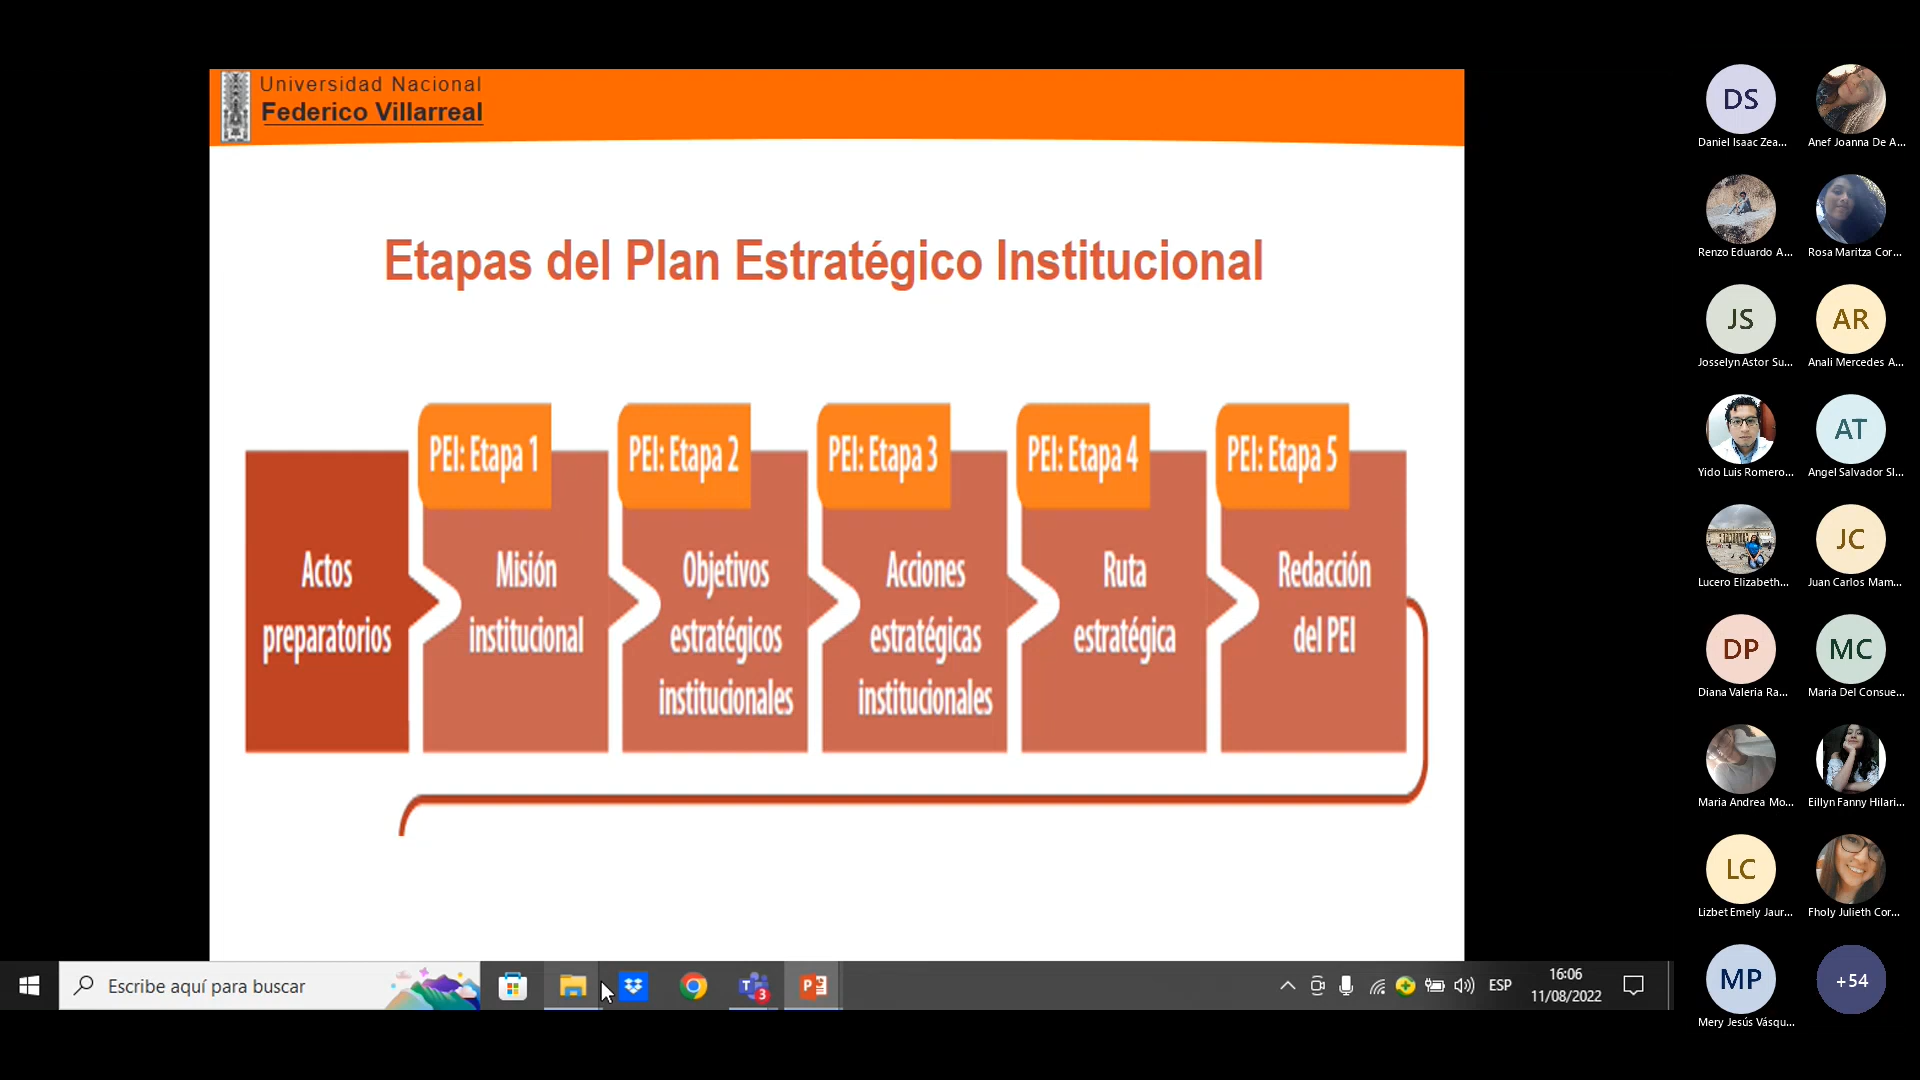 Universidad Nacional
Federico Villarreal
Etapas del Plan Estratégico Institucional
Actos
preparatorios
PEI: Etapa 1
Misión
institucional
PEI: Etapa 2
Objetivos
estratégicos
institucionales
PEI: Etapa 3
Acciones
estratégicas
institucionales
PEI: Etapa 4
Ruta
estratégica
PEI: Etapa 5
Redacción
del PEI
Escribe aquí para buscar
3
ESP
16:06
11/08/2022
DS
Daniel Isaac Zea...
Anef Joanna De A...
Renzo Eduardo A...
Rosa Maritza Cor...
JS
Josselyn Astor Su...
AR
Anali Mercedes A...
Yido Luis Romero...
AT
Angel Salvador Sl...
Lucero Elizabeth...
JC
Juan Carlos Mam...
DP
Diana Valeria Ra...
MC
Maria Del Consue...
Maria Andrea Mo...
Eillyn Fanny Hilari...
LC
Lizbet Emely Jaur...
Fholy Julieth Cor...
MP
Mery Jesús Vásqu...
+54